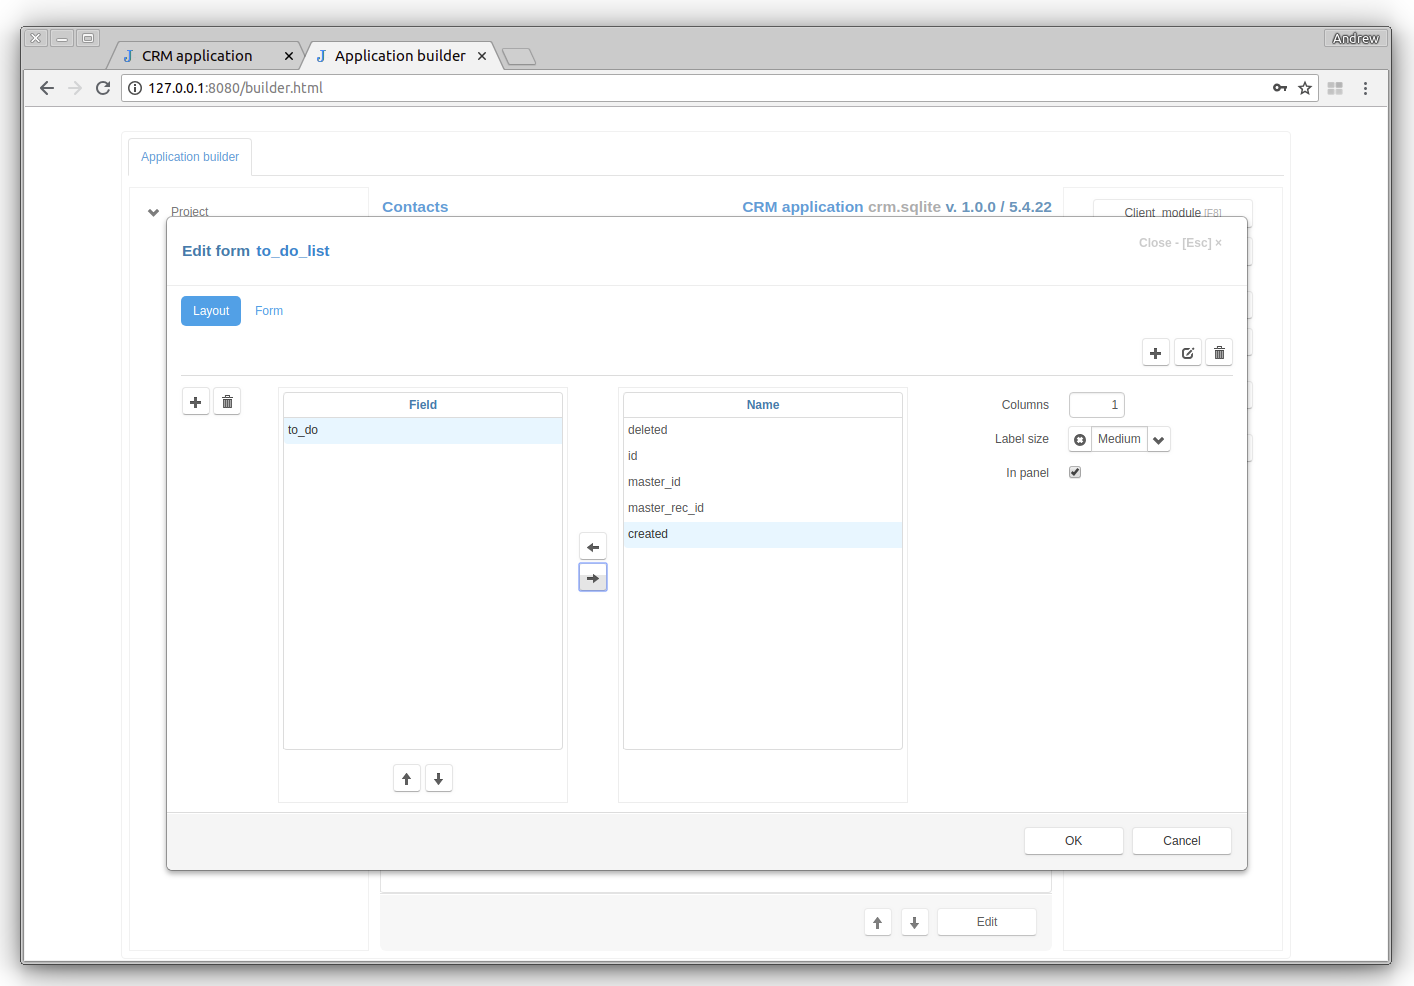 Andrew
CRM application
Application builder
127.0.0.1:8080/builder.html
Application builder
Project
Contacts
CRM application crm.sqlite v. 1.0.0 / 5.4.22
Client_module [F8]
Edit form to_do_list
Close - [Esc] ×
Layout
Form
Field
Name
to_do
deleted
id
master_id
master_rec_id
created
Columns 1
Label size Medium
In panel
OK
Cancel
Edit